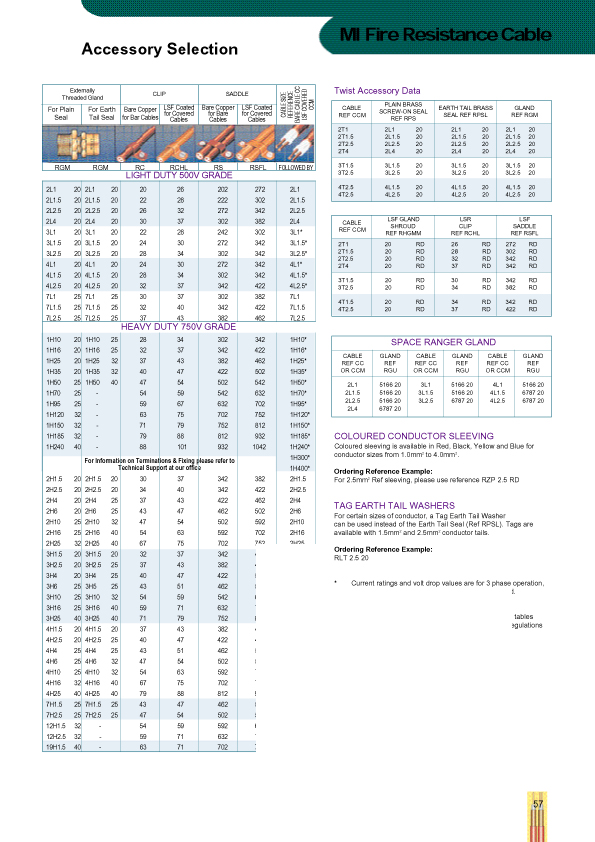 MI Fire Resistance Cable
Accessory Selection
Externally Threaded Gland CLIP SADDLE CABLE SIZE REFERENCE BARE CABLE CC LSF COVERED CCM
For Plain Seal For Earth Tail Seal Bare Copper for Bar Cables LSF Coated for Covered Cables Bare Copper for Bare Cables LSF Coated for Covered Cables
RGM RGM RC RCHL RS RSFL FOLLOWED BY
LIGHT DUTY 500V GRADE
2L1 20 2L1 20 20 26 202 272 2L1
2L1.5 20 2L1.5 20 22 28 222 302 2L1.5
2L2.5 20 2L2.5 20 26 32 272 342 2L2.5
2L4 20 2L4 20 30 37 302 382 2L4
3L1 20 3L1 20 22 28 242 302 3L1*
3L1.5 20 3L1.5 20 24 30 272 342 3L1.5*
3L2.5 20 3L2.5 20 28 34 302 342 3L2.5*
4L1 20 4L1 20 24 30 272 342 4L1*
4L1.5 20 4L1.5 20 28 34 302 342 4L1.5*
4L2.5 20 4L2.5 20 32 37 342 422 4L2.5*
7L1 25 7L1 25 30 37 302 382 7L1
7L1.5 25 7L1.5 25 32 40 342 422 7L1.5
7L2.5 25 7L2.5 25 37 43 382 462 7L2.5
HEAVY DUTY 750V GRADE
1H10 20 1H10 25 28 34 302 342 1H10*
1H16 20 1H16 25 32 37 342 422 1H16*
1H25 20 1H25 32 37 43 382 462 1H25*
1H35 20 1H35 32 40 47 422 502 1H35*
1H50 25 1H50 40 47 54 502 542 1H50*
1H70 25 - 54 59 542 632 1H70*
1H95 25 - 59 67 632 702 1H95*
1H120 32 - 63 75 702 752 1H120*
1H150 32 - 71 79 752 812 1H150*
1H185 32 - 79 88 812 932 1H185*
1H240 40 - 88 101 932 1042 1H240*
For Information on Terminations & Fixing please refer to 1H300*
Technical Support at our office 1H400*
2H1.5 20 2H1.5 20 30 37 342 382 2H1.5
2H2.5 20 2H2.5 20 34 40 342 422 2H2.5
2H4 20 2H4 25 37 43 422 462 2H4
2H6 20 2H6 25 43 47 462 502 2H6
2H10 25 2H10 32 47 54 502 592 2H10
2H16 25 2H16 40 54 63 592 702 2H16
2H25 32 2H25 40 67 75 702 752 2H25
3H1.5 20 3H1.5 20 32 37 342
3H2.5 20 3H2.5 25 37 43 382
3H4 20 3H4 25 40 47 422
3H6 25 3H5 25 43 51 462
3H10 25 3H10 32 54 59 542
3H16 25 3H16 40 59 71 632
3H25 40 3H25 40 71 79 752
4H1.5 20 4H1.5 20 37 43 382
4H2.5 20 4H2.5 25 40 47 422
4H4 25 4H4 25 43 51 462
4H6 25 4H6 32 47 54 502
4H10 25 4H10 32 54 63 592
4H16 32 4H16 32 67 75 702
4H25 40 4H25 40 79 88 812
7H1.5 25 7H1.5 25 43 47 462
7H2.5 25 7H2.5 25 47 54 502
12H1.5 32 - 54 59 592
12H2.5 32 - 59 71 632
19H1.5 40 - 63 71 702
Twist Accessory Data
CABLE REF CCM PLAIN BRASS SCREW-ON SEAL REF RPS EARTH TAIL BRASS SEAL REF RPSL GLAND REF RGM
2T1 2L1 20 2L1 20 2L1 20
2T1.5 2L1.5 20 2L1.5 20 2L1.5 20
2T2.5 2L2.5 20 2L2.5 20 2L2.5 20
2T4 2L4 20 2L4 20 2L4 20
3T1.5 3L1.5 20 3L1.5 20 3L1.5 20
3T2.5 3L2.5 20 3L2.5 20 3L2.5 20
4T1.5 4L1.5 20 4L1.5 20 4L1.5 20
4T2.5 4L2.5 20 4L2.5 20 4L2.5 20
CABLE REF CCM LSF GLAND SHROUD REF RHGMM LSR CLIP REF RCHL LSF SADDLE REF RSFL
2T1 20 RD 26 RD 272 RD
2T1.5 20 RD 28 RD 302 RD
2T2.5 20 RD 32 RD 342 RD
2T4 20 RD 37 RD 342 RD
3T1.5 20 RD 30 RD 342 RD
3T2.5 20 RD 34 RD 382 RD
4T1.5 20 RD 34 RD 342 RD
4T2.5 20 RD 37 RD 422 RD
SPACE RANGER GLAND
CABLE REF CC OR CCM GLAND REF RGU CABLE REF CC OR CCM GLAND REF RGU CABLE REF CC OR CCM GLAND REF RGU
2L1 5166 20 3L1 5166 20 4L1 5166 20
2L1.5 5166 20 3L1.5 5166 20 4L1.5 6787 20
2L2.5 5166 20 3L2.5 6787 20 4L2.5 6787 20
2L4 6787 20
COLOURED CONDUCTOR SLEEVING
Coloured sleeving is available in Red, Black, Yellow and Blue for
conductor sizes from 1.0mm² to 4.0mm².
Ordering Reference Example:
For 2.5mm² Ref sleeving, please use reference RZP 2.5 RD
TAG EARTH TAIL WASHERS
For certain sizes of conductor, a Tag Earth Tail Washer
can be used instead of the Earth Tail Seal (Ref RPSL). Tags are
available with 1.5mm² and 2.5mm² conductor tails.
Ordering Reference Example:
RLT 2.5 20
* Current ratings and volt drop values are for 3 phase operation,
1.
tables
egulations
57